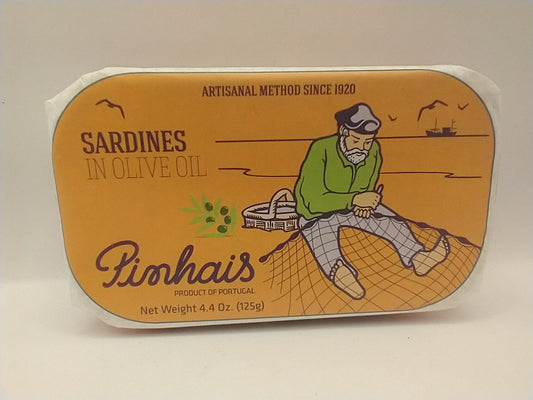 ARTISANAL METHOD SINCE 1920
SARDINES
IN OLIVE OIL
Pinhais
PRODUCT OF PORTUGAL
Net Weight 4.4 Oz. (125g)